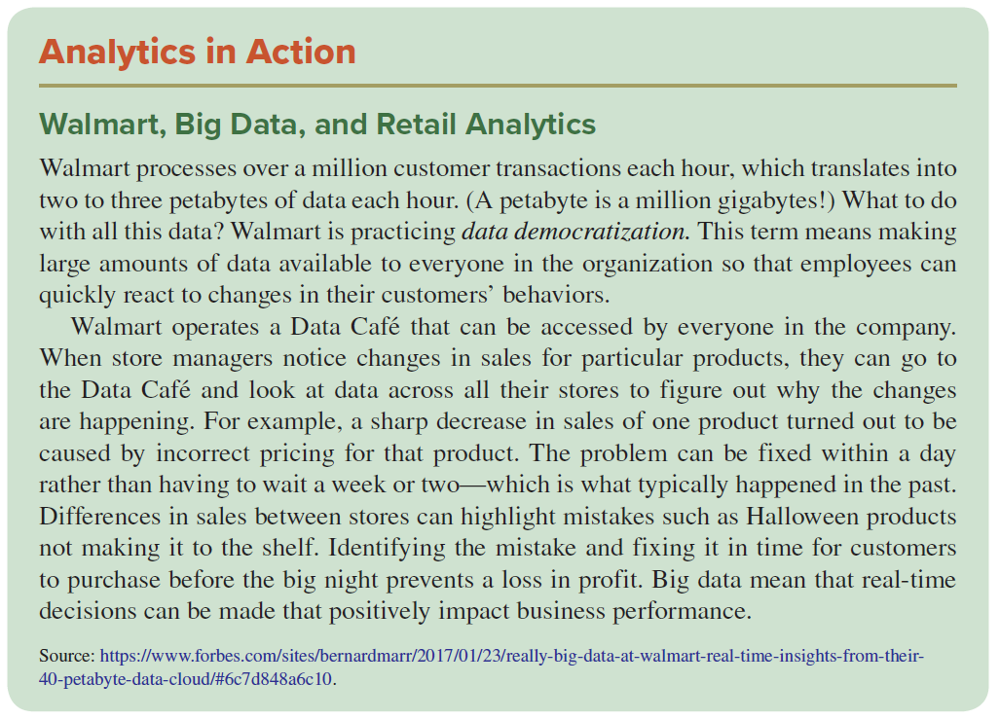 Analytics in Action
Walmart, Big Data, and Retail Analytics
Walmart processes over a million customer transactions each hour, which translates into
two to three petabytes of data each hour. (A petabyte is a million gigabytes!) What to do
with all this data? Walmart is practicing data democratization. This term means making
large amounts of data available to everyone in the organization so that employees can
quickly react to changes in their customers’ behaviors.
Walmart operates a Data Café that can be accessed by everyone in the company.
When store managers notice changes in sales for particular products, they can go to
the Data Café and look at data across all their stores to figure out why the changes
are happening. For example, a sharp decrease in sales of one product turned out to be
caused by incorrect pricing for that product. The problem can be fixed within a day
rather than having to wait a week or two—which is what typically happened in the past.
Differences in sales between stores can highlight mistakes such as Halloween products
not making it to the shelf. Identifying the mistake and fixing it in time for customers
to purchase before the big night prevents a loss in profit. Big data mean that real-time
decisions can be made that positively impact business performance.
Source: https://www.forbes.com/sites/bernardmarr/2017/01/23/really-big-data-at-walmart-real-time-insights-from-their-
40-petabyte-data-cloud/#6c7d848a6c10.